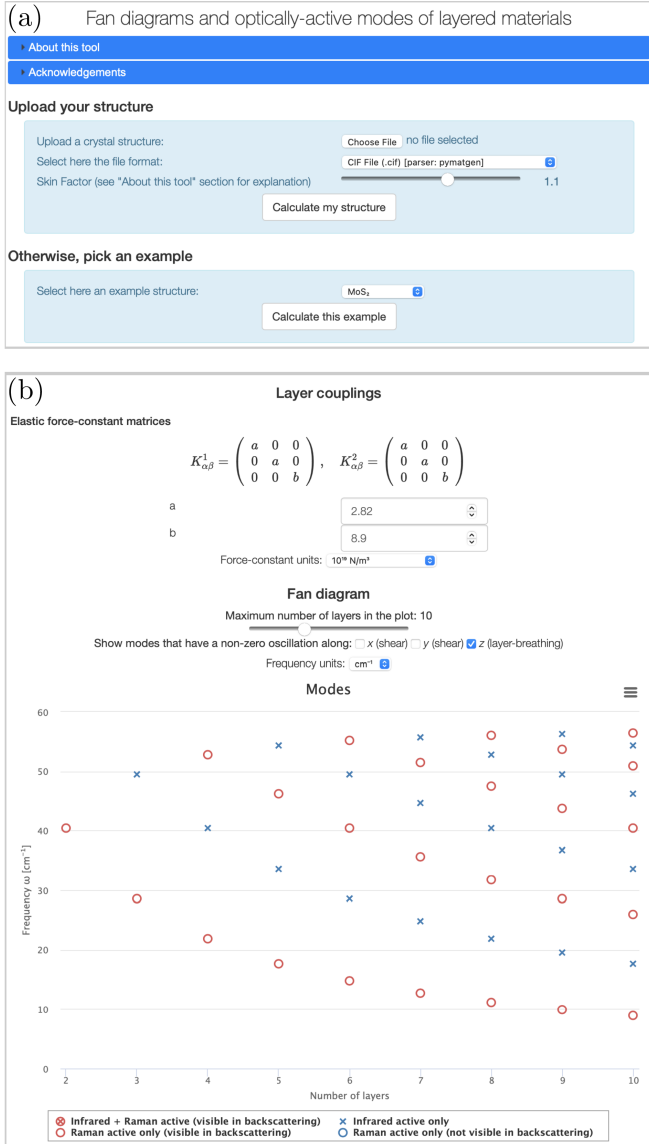 (a) Fan diagrams and optically-active modes of layered materials
About this tool
Acknowledgements
Upload your structure
Upload a crystal structure: Choose File no file selected
Select here the file format: CIF File (.cif) [parser: pymatgen]
Skin Factor (see "About this tool" section for explanation) 1.1
Calculate my structure
Otherwise, pick an example
Select here an example structure: MoS₂
Calculate this example
(b) Layer couplings
Elastic force-constant matrices
K¹αβ = ( a 0 0 ; 0 a 0 ; 0 0 b ), K²αβ = ( a 0 0 ; 0 a 0 ; 0 0 b )
a 2.82
b 8.9
Force-constant units: 10¹⁹ N/m³
Fan diagram
Maximum number of layers in the plot: 10
Show modes that have a non-zero oscillation along: x (shear) y (shear) z (layer-breathing)
Frequency units: cm⁻¹
Modes
60
50
40
30
20
10
0
Frequency ω [cm⁻¹]
2 3 4 5 6 7 8 9 10
Number of layers
Infrared + Raman active (visible in backscattering) Infrared active only
Raman active only (visible in backscattering) Raman active only (not visible in backscattering)